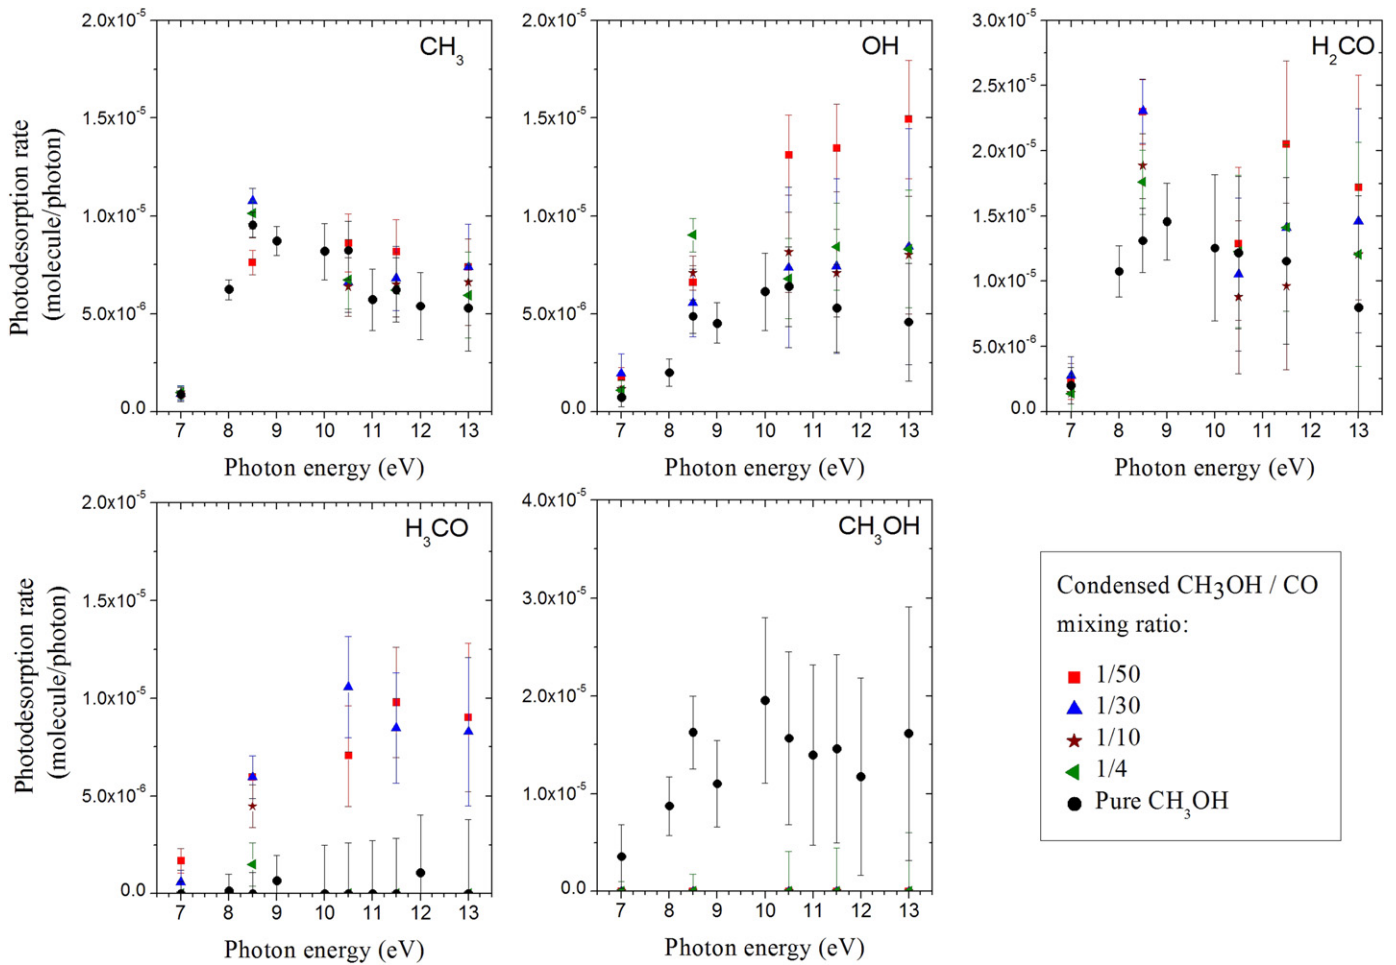 CH3
2.0x10-5
1.5x10-5
1.0x10-5
5.0x10-6
0.0
7 8 9 10 11 12 13
Photon energy (eV)
Photodesorption rate
(molecule/photon)
OH
2.0x10-5
1.5x10-5
1.0x10-5
5.0x10-6
0.0
7 8 9 10 11 12 13
Photon energy (eV)
H2CO
3.0x10-5
2.5x10-5
2.0x10-5
1.5x10-5
1.0x10-5
5.0x10-6
0.0
7 8 9 10 11 12 13
Photon energy (eV)
H3CO
2.0x10-5
1.5x10-5
1.0x10-5
5.0x10-6
0.0
7 8 9 10 11 12 13
Photon energy (eV)
Photodesorption rate
(molecule/photon)
CH3OH
4.0x10-5
3.0x10-5
2.0x10-5
1.0x10-5
0.0
7 8 9 10 11 12 13
Photon energy (eV)
Condensed CH3OH / CO
mixing ratio:
1/50
1/30
1/10
1/4
Pure CH3OH